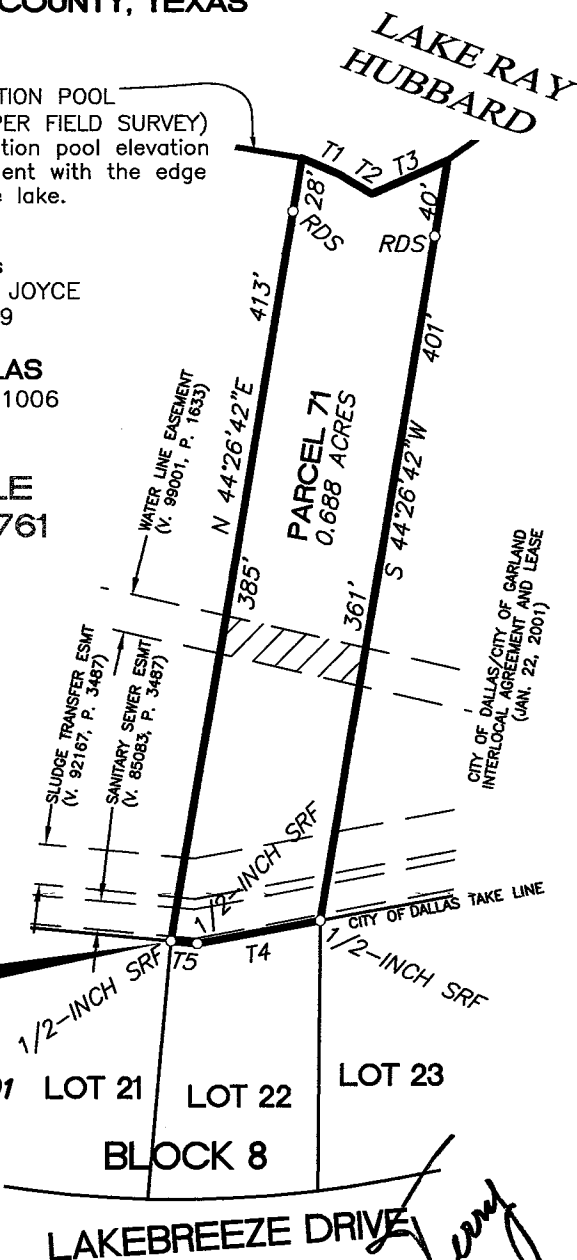 COUNTY, TEXAS
LAKE RAY
HUBBARD
TION POOL
PER FIELD SURVEY)
tion pool elevation
ent with the edge
e lake.
T1
T2
T3
28'
40'
RDS
RDS
JOYCE
9
413'
401'
LAS
1006
WATER LINE EASEMENT
(V. 99001, P. 1633)
N 44°26'42"E
PARCEL 71
0.688 ACRES
S 44°26'42"W
LE
761
385'
361'
CITY OF DALLAS/CITY OF GARLAND
INTERLOCAL AGREEMENT AND LEASE
(JAN. 22, 2001)
SLUDGE TRANSFER ESMT
(V. 92167, P. 3487)
SANITARY SEWER ESMT
(V. 85083, P. 3487)
1/2-INCH SRF
CITY OF DALLAS TAKE LINE
1/2-INCH SRF
T5
T4
1/2-INCH SRF
LOT 21
LOT 22
LOT 23
BLOCK 8
LAKEBREEZE DRIVE